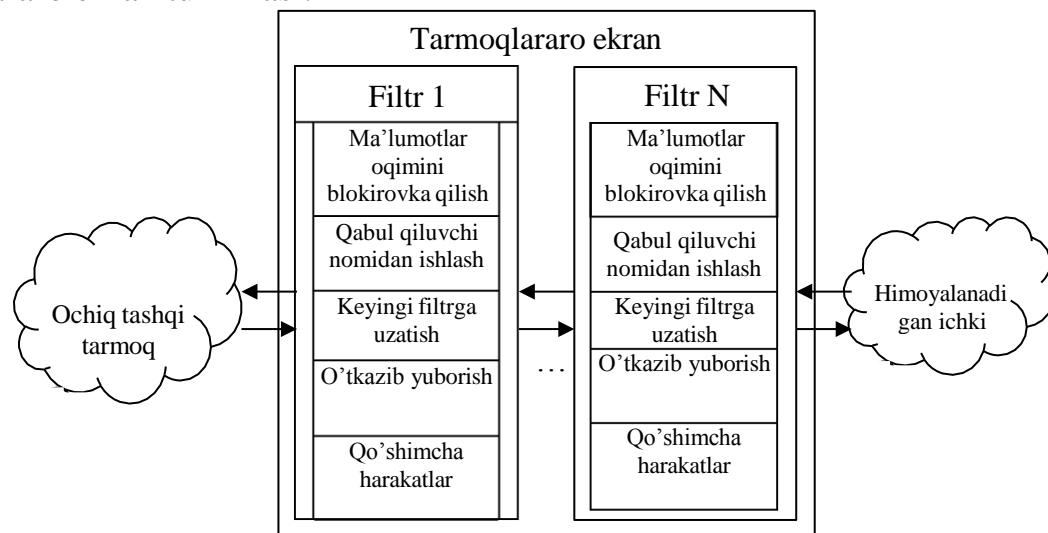 Tarmoqlararo ekran
Filtr 1
Ma’lumotlar
oqimini
blokirovka qilish
Qabul qiluvchi
nomidan ishlash
Keyingi filtrga
uzatish
O’tkazib yuborish
Qo’shimcha
harakatlar
Filtr N
Ma’lumotlar
oqimini
blokirovka qilish
Qabul qiluvchi
nomidan ishlash
Keyingi filtrga
uzatish
O’tkazib yuborish
Qo’shimcha
harakatlar
Ochiq tashqi
tarmoq
…
Himoyalanadi
gan ichki